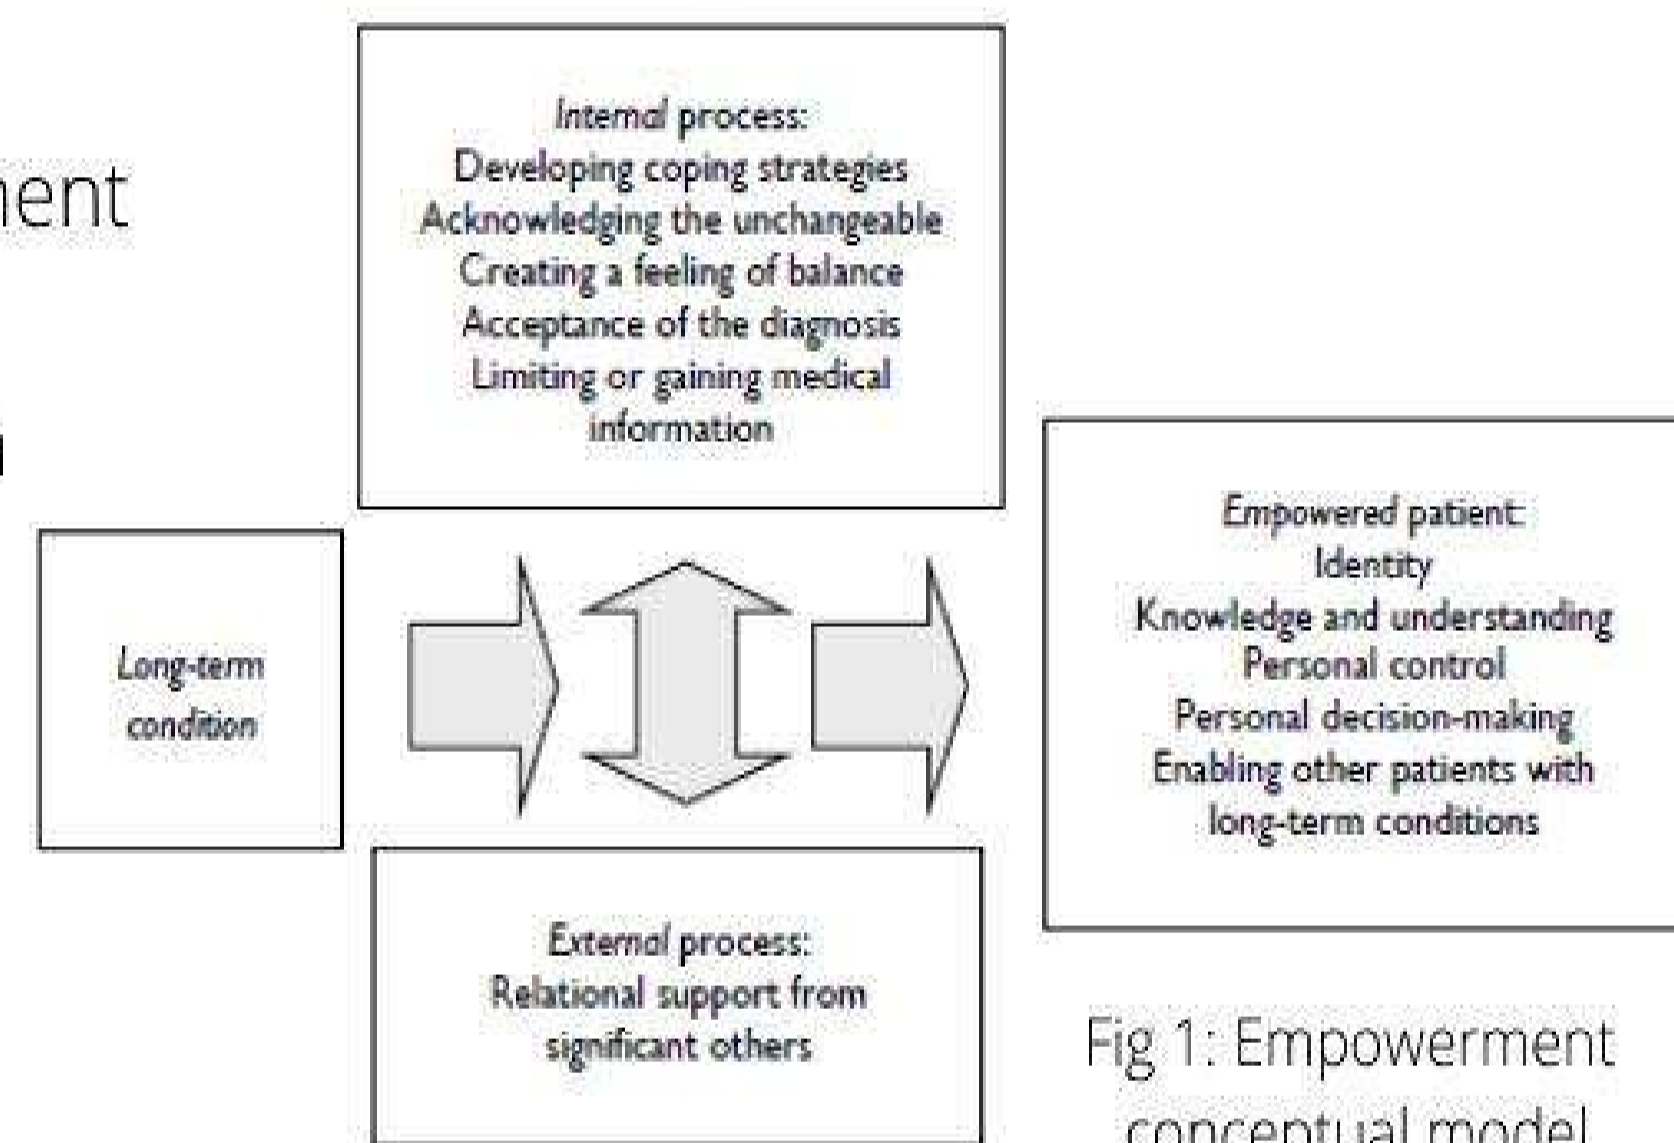 ment
Internal process:
Developing coping strategies
Acknowledging the unchangeable
Creating a feeling of balance
Acceptance of the diagnosis
Limiting or gaining medical
information
Long-term
condition
Empowered patient:
Identity
Knowledge and understanding
Personal control
Personal decision-making
Enabling other patients with
long-term conditions
External process:
Relational support from
significant others
Fig 1: Empowerment
conceptual model